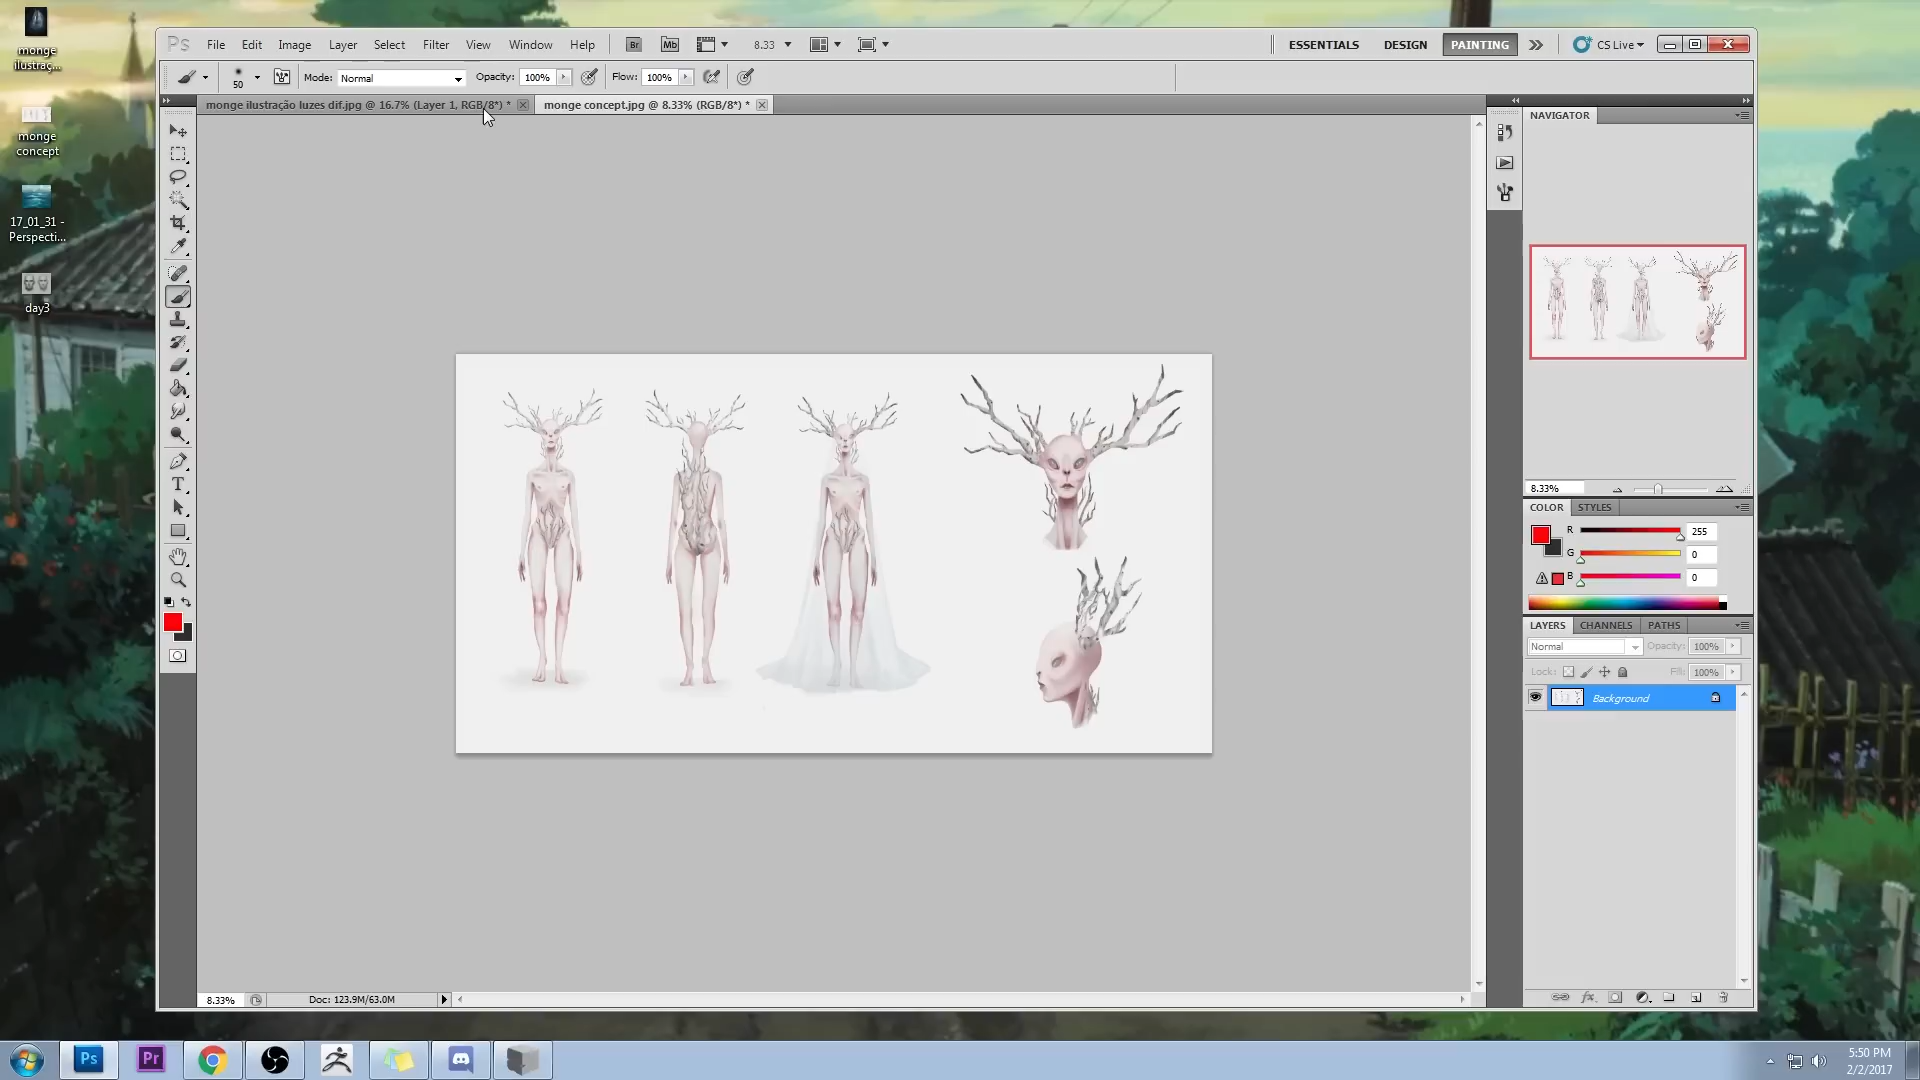 monge
ilustraç...
monge
concept
17_01_31 -
Perspecti...
day3
Ps File Edit Image Layer Select Filter View Window Help Br Mb 8.33 ESSENTIALS DESIGN PAINTING CS Live
50 Mode: Normal Opacity: 100% Flow: 100%
monge ilustração luzes dif.jpg @ 16.7% (Layer 1, RGB/8*) * monge concept.jpg @ 8.33% (RGB/8*) *
NAVIGATOR
8.33%
COLOR STYLES
R 255
G 0
B 0
LAYERS CHANNELS PATHS
Normal Opacity: 100%
Lock: Fill: 100%
Background
T
8.33% Doc: 123.9M/63.0M
fx
Ps Pr
5:50 PM
2/2/2017